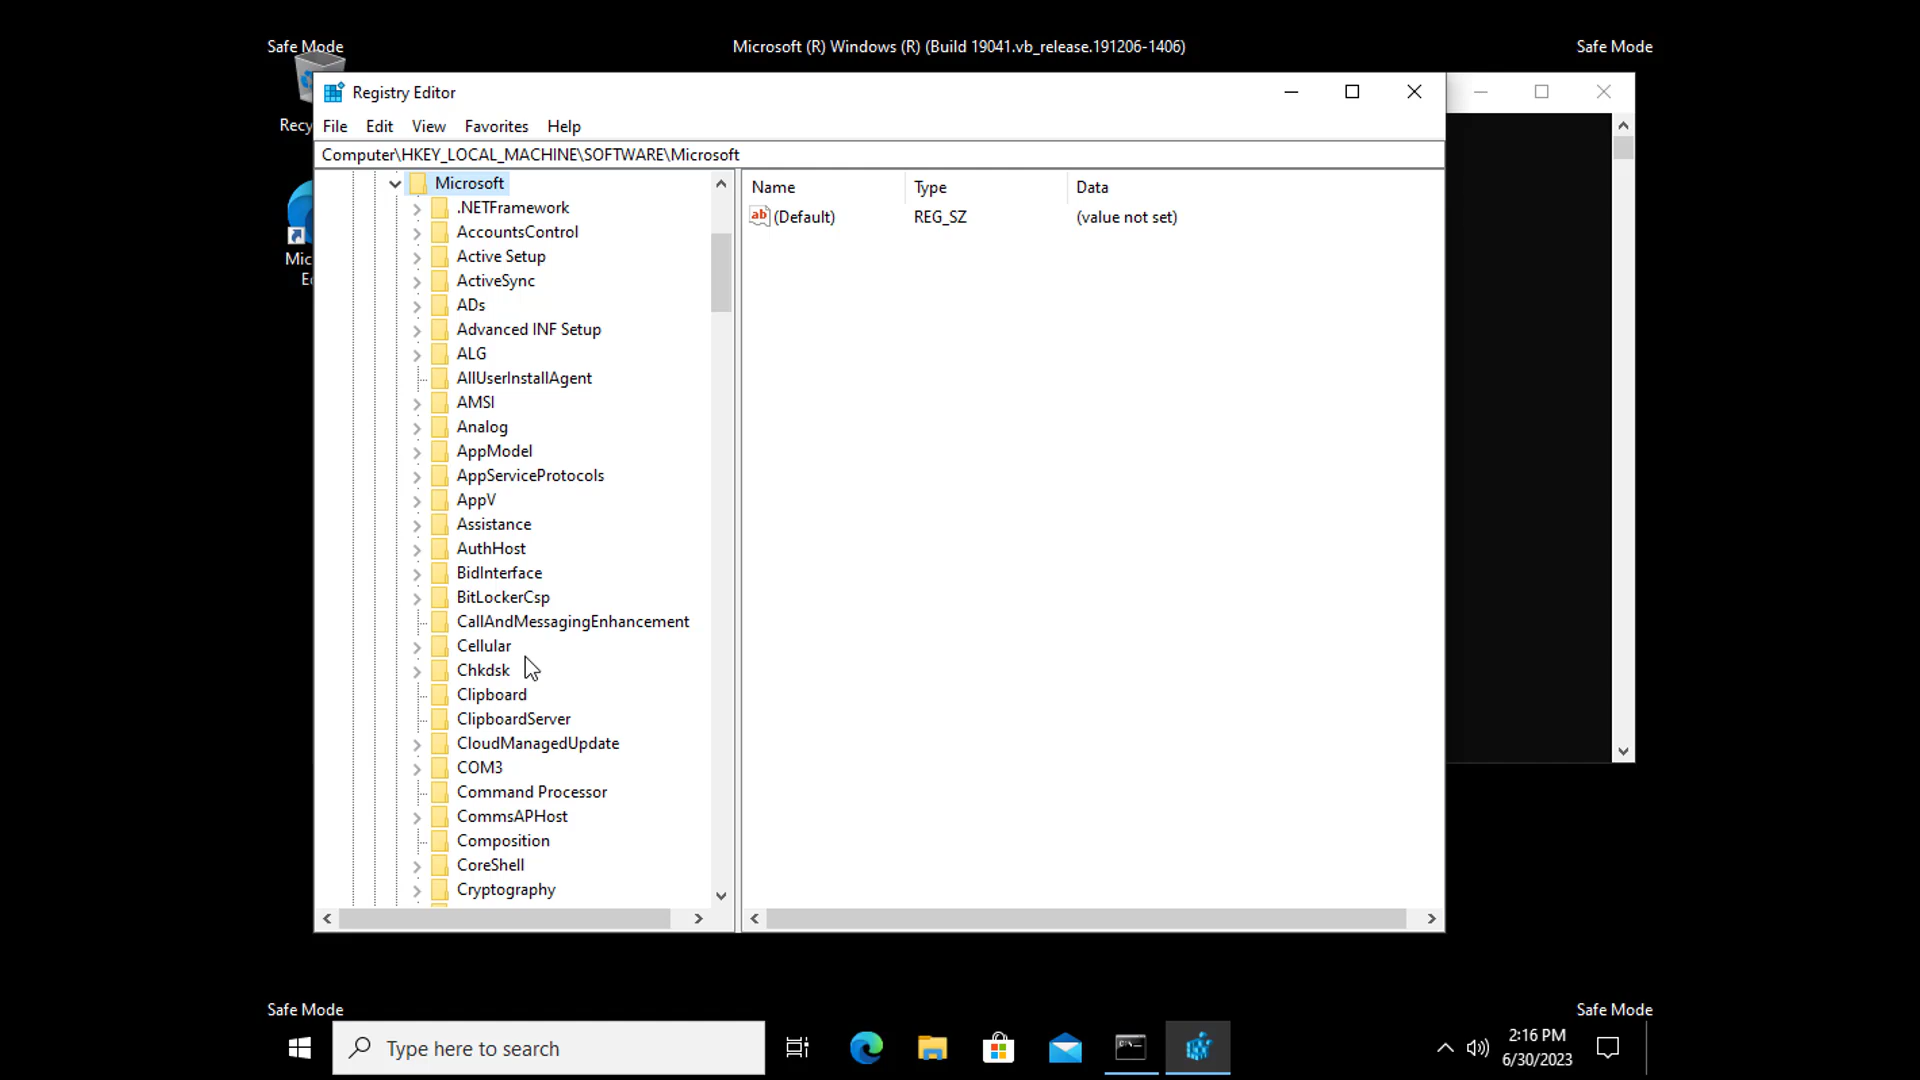 Safe Mode
Microsoft (R) Windows (R) (Build 19041.vb_release.191206-1406)
Safe Mode
Registry Editor
File Edit View Favorites Help
Computer\HKEY_LOCAL_MACHINE\SOFTWARE\Microsoft
Recy
Mic
E
Microsoft
.NETFramework
AccountsControl
Active Setup
ActiveSync
ADs
Advanced INF Setup
ALG
AllUserInstallAgent
AMSI
Analog
AppModel
AppServiceProtocols
AppV
Assistance
AuthHost
BidInterface
BitLockerCsp
CallAndMessagingEnhancement
Cellular
Chkdsk
Clipboard
ClipboardServer
CloudManagedUpdate
COM3
Command Processor
CommsAPHost
Composition
CoreShell
Cryptography
Name Type Data
ab (Default) REG_SZ (value not set)
Safe Mode
Safe Mode
Type here to search
2:16 PM
6/30/2023